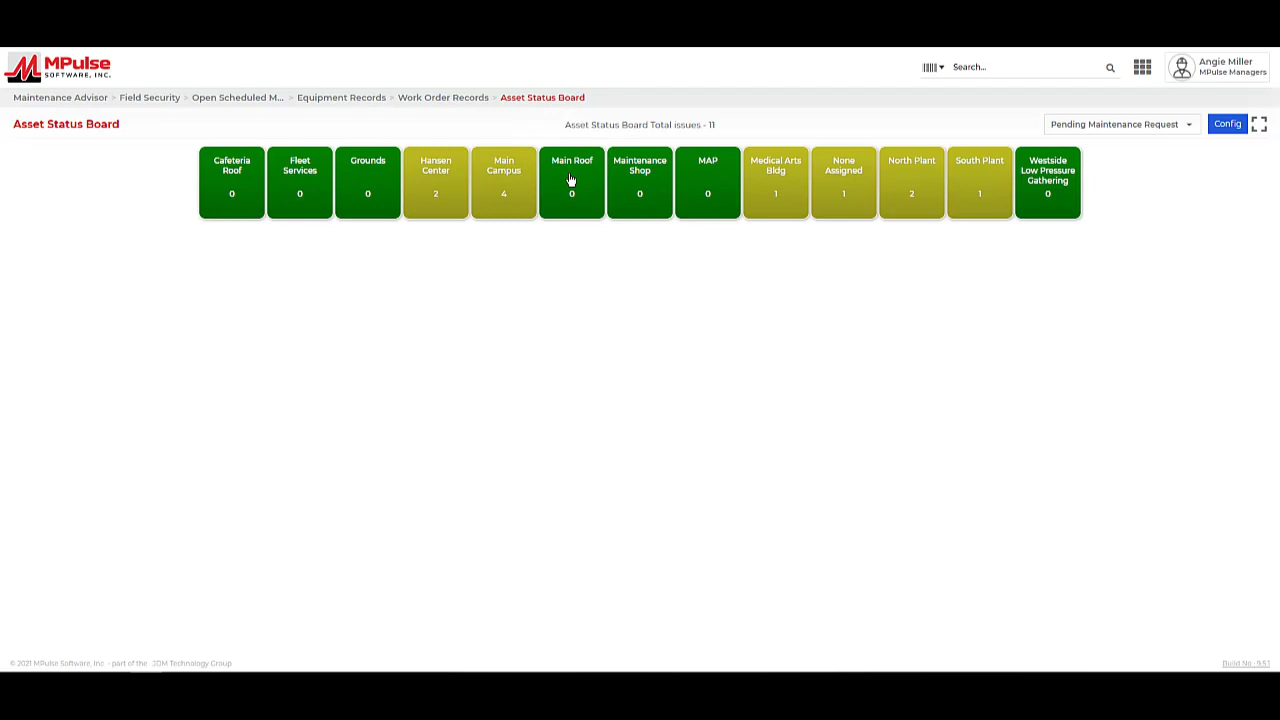 MPulse
SOFTWARE, INC.
Search...
Angie Miller
MPulse Managers
Maintenance Advisor > Field Security > Open Scheduled M... > Equipment Records > Work Order Records > Asset Status Board
Asset Status Board
Asset Status Board Total issues - 11
Pending Maintenance Request
Config
Cafeteria
Roof
0
Fleet
Services
0
Grounds
0
Hansen
Center
2
Main
Campus
4
Main Roof
0
Maintenance
Shop
0
MAP
0
Medical Arts
Bldg
1
None
Assigned
1
North Plant
2
South Plant
1
Westside
Low Pressure
Gathering
0
© 2021 MPulse Software, Inc - part of the JDM Technology Group
Build No : 9.5.1